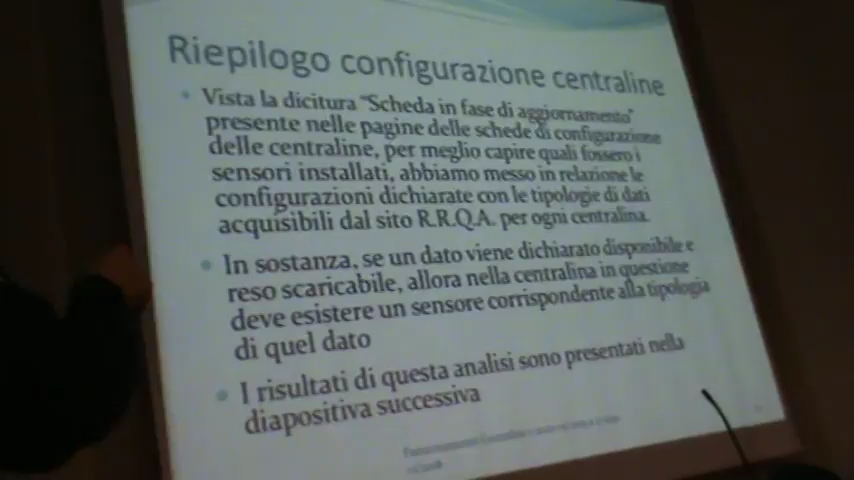 Riepilogo configurazione centraline
Vista la dicitura "Scheda in fase di aggiornamento"
presente nelle pagine delle schede di configurazione
delle centraline, per meglio capire quali fossero i
sensori installati, abbiamo messo in relazione le
configurazioni dichiarate con le tipologie di dati
acquisibili dal sito R.R.Q.A. per ogni centralina.
In sostanza, se un dato viene dichiarato disponibile e
reso scaricabile, allora nella centralina in questione
deve esistere un sensore corrispondente alla tipologia
di quel dato
I risultati di questa analisi sono presentati nella
diapositiva successiva